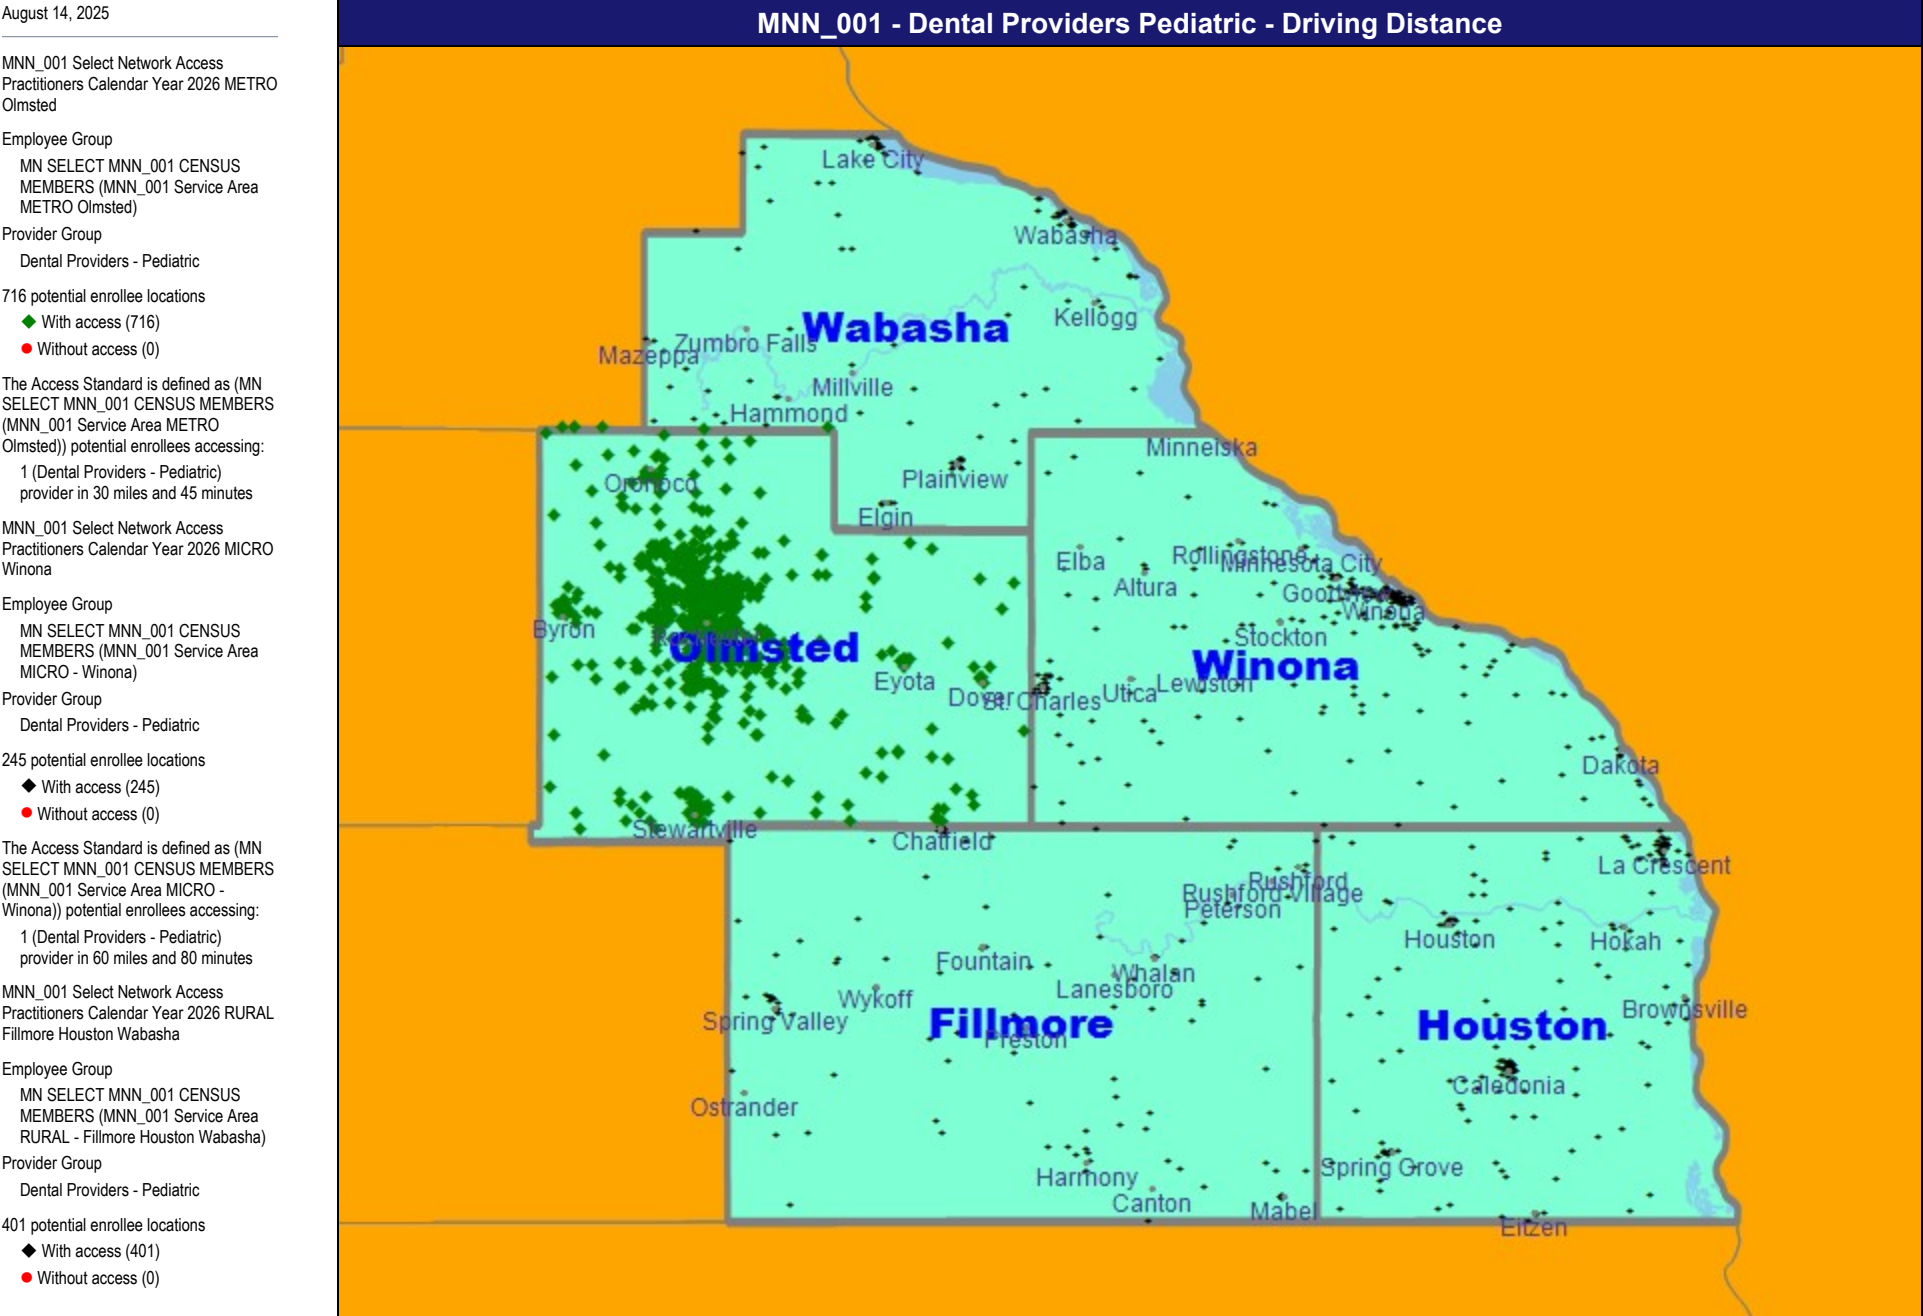 August 14, 2025
MNN_001 Select Network Access
Practitioners Calendar Year 2026 METRO
Olmsted
Employee Group
MN SELECT MNN_001 CENSUS
MEMBERS (MNN_001 Service Area
METRO Olmsted)
Provider Group
Dental Providers - Pediatric
716 potential enrollee locations
With access (716)
Without access (0)
The Access Standard is defined as (MN
SELECT MNN_001 CENSUS MEMBERS
(MNN_001 Service Area METRO
Olmsted)) potential enrollees accessing:
1 (Dental Providers - Pediatric)
provider in 30 miles and 45 minutes
MNN_001 Select Network Access
Practitioners Calendar Year 2026 MICRO
Winona
Employee Group
MN SELECT MNN_001 CENSUS
MEMBERS (MNN_001 Service Area
MICRO - Winona)
Provider Group
Dental Providers - Pediatric
245 potential enrollee locations
With access (245)
Without access (0)
The Access Standard is defined as (MN
SELECT MNN_001 CENSUS MEMBERS
(MNN_001 Service Area MICRO -
Winona)) potential enrollees accessing:
1 (Dental Providers - Pediatric)
provider in 60 miles and 80 minutes
MNN_001 Select Network Access
Practitioners Calendar Year 2026 RURAL
Fillmore Houston Wabasha
Employee Group
MN SELECT MNN_001 CENSUS
MEMBERS (MNN_001 Service Area
RURAL - Fillmore Houston Wabasha)
Provider Group
Dental Providers - Pediatric
401 potential enrollee locations
With access (401)
Without access (0)
MNN_001 - Dental Providers Pediatric - Driving Distance
Lake City
Wabasha
Kellogg
Wabasha
Zumbro Falls
Mazeppa
Millville
Hammond
Minneiska
Plainview
Oronoco
Elgin
Elba
Rollingstone
Minnesota City
Altura
Goodview
Winona
Byron
Stockton
Olmsted
Winona
Eyota
Dover
St. Charles
Utica
Lewiston
Dakota
Stewartville
Chatfield
La Crescent
Rushford
Rushford Village
Peterson
Houston
Hokah
Fountain
Whalan
Lanesboro
Wykoff
Brownsville
Spring Valley
Fillmore
Houston
Preston
Caledonia
Ostrander
Spring Grove
Harmony
Canton
Mabel
Eitzen